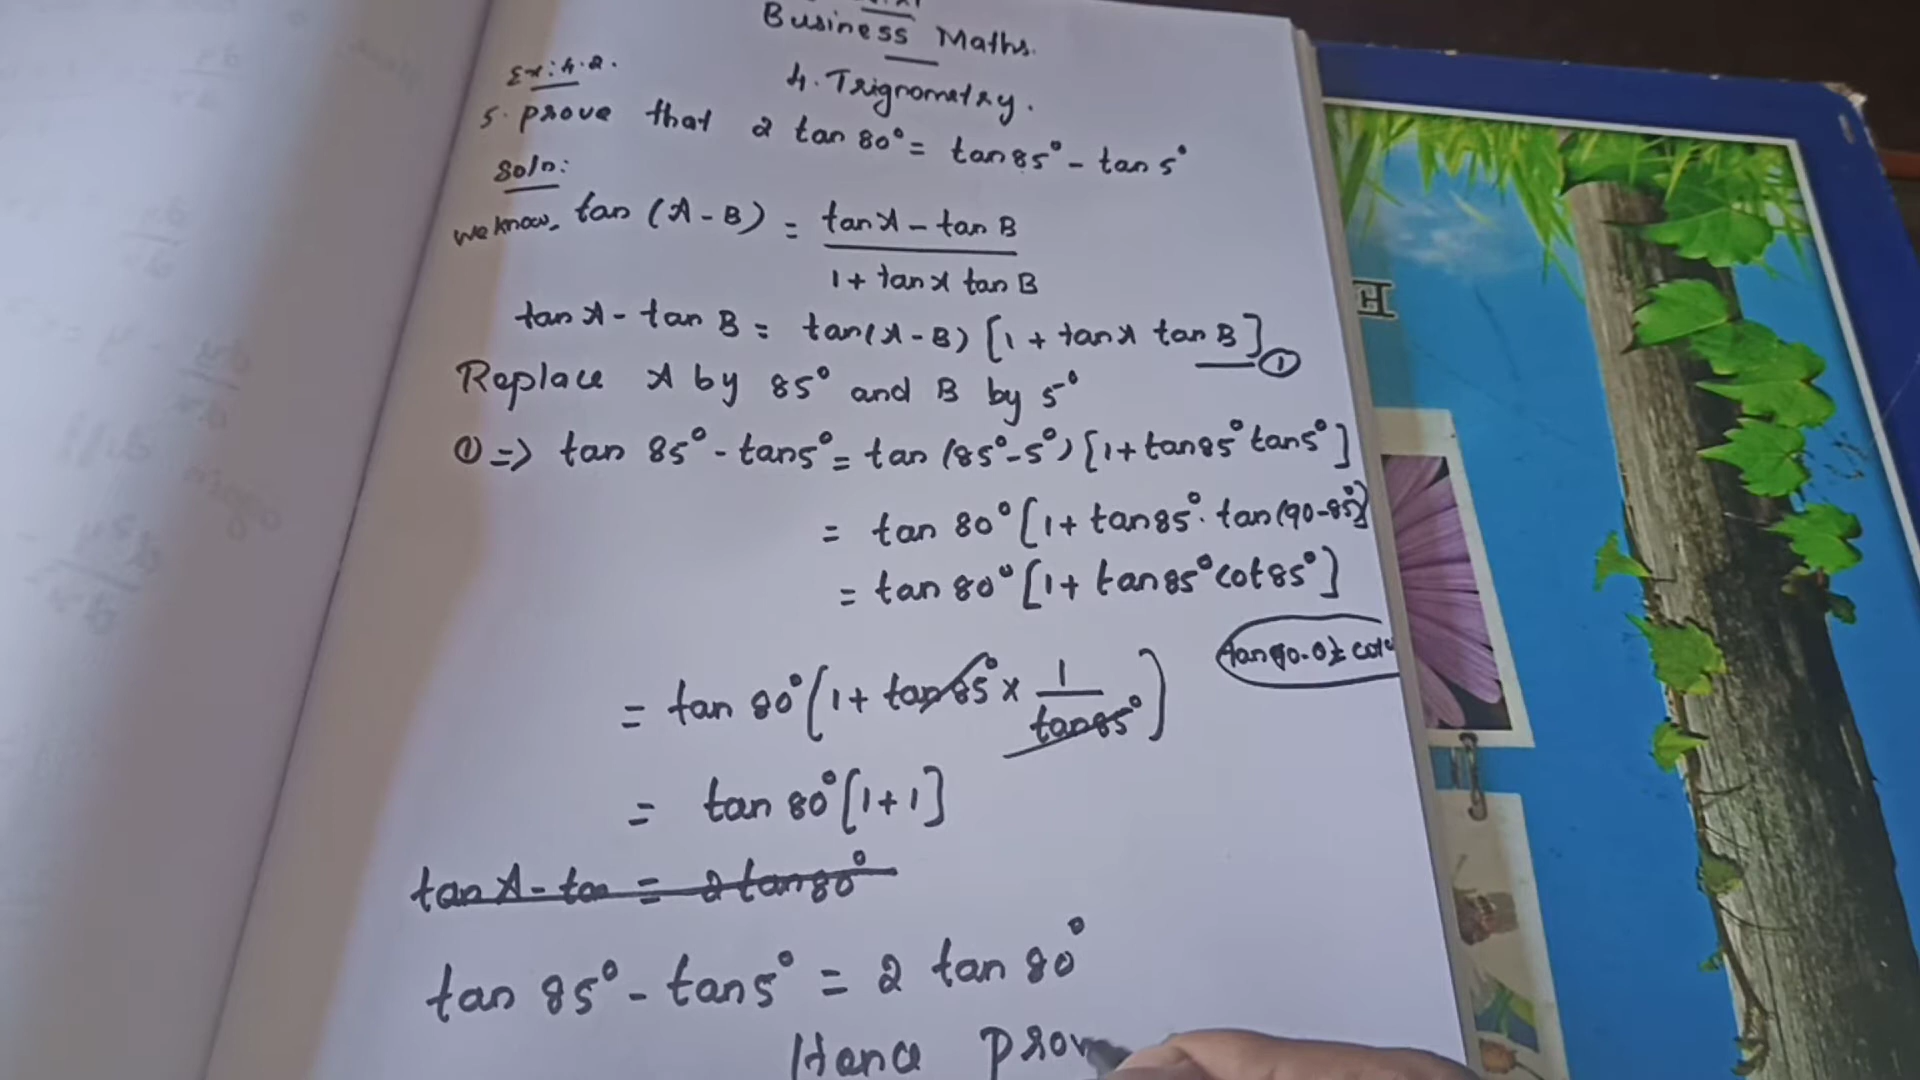 Business Maths.
Ex: 4.2.
4. Trignometry.
5. Prove that 2 tan 80° = tan 85° - tan 5°
Soln:
we know, tan (A - B) = tan A - tan B / 1 + tan A tan B
tan A - tan B = tan (A - B) [1 + tan A tan B] ①
Replace A by 85° and B by 5°
① => tan 85° - tan 5° = tan (85° - 5°) [1 + tan 85° tan 5°]
= tan 80° [1 + tan 85° . tan (90 - 85°)]
= tan 80° [1 + tan 85° cot 85°]
= tan 80° (1 + tan 85° x 1 / tan 85°)
= tan 80° [1 + 1]
tan A - tan = 2 tan 80°
tan 85° - tan 5° = 2 tan 80°
Hence
H